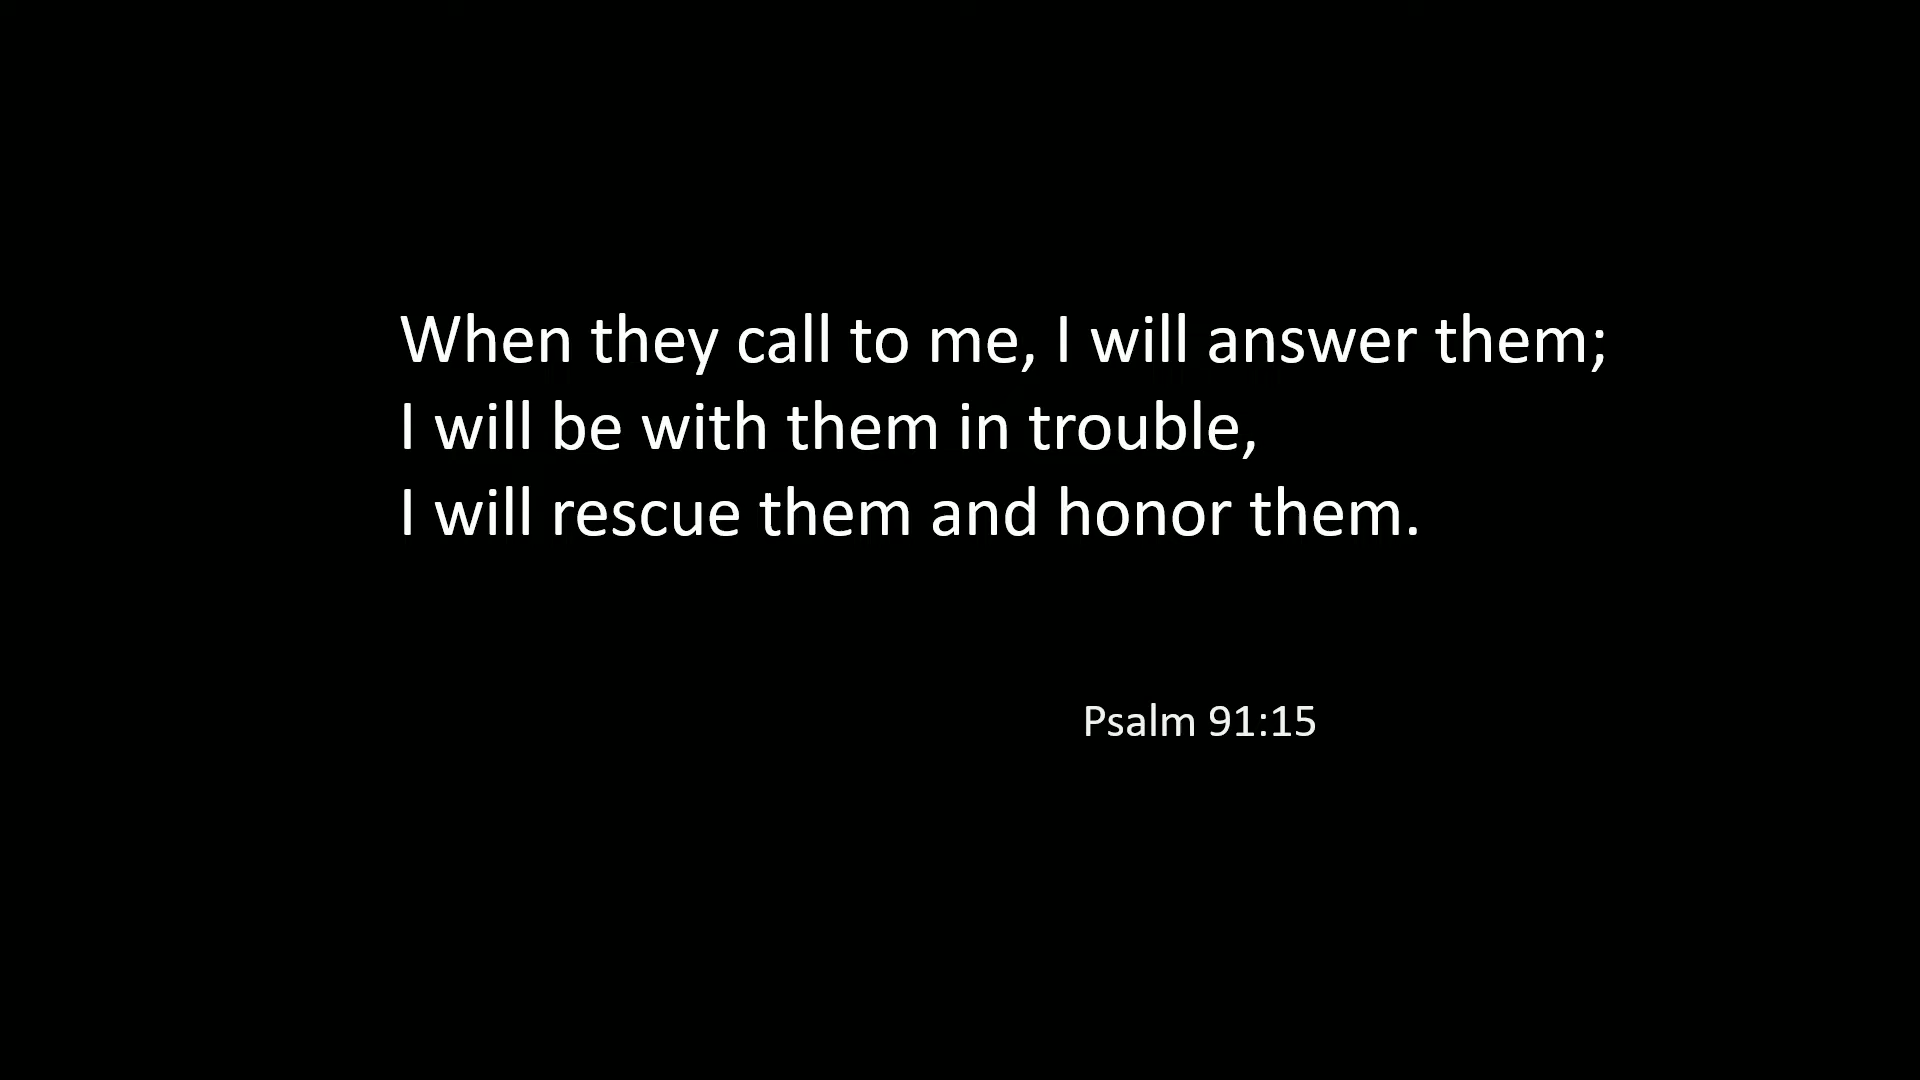 When they call to me, I will answer them;
I will be with them in trouble,
I will rescue them and honor them.
Psalm 91:15